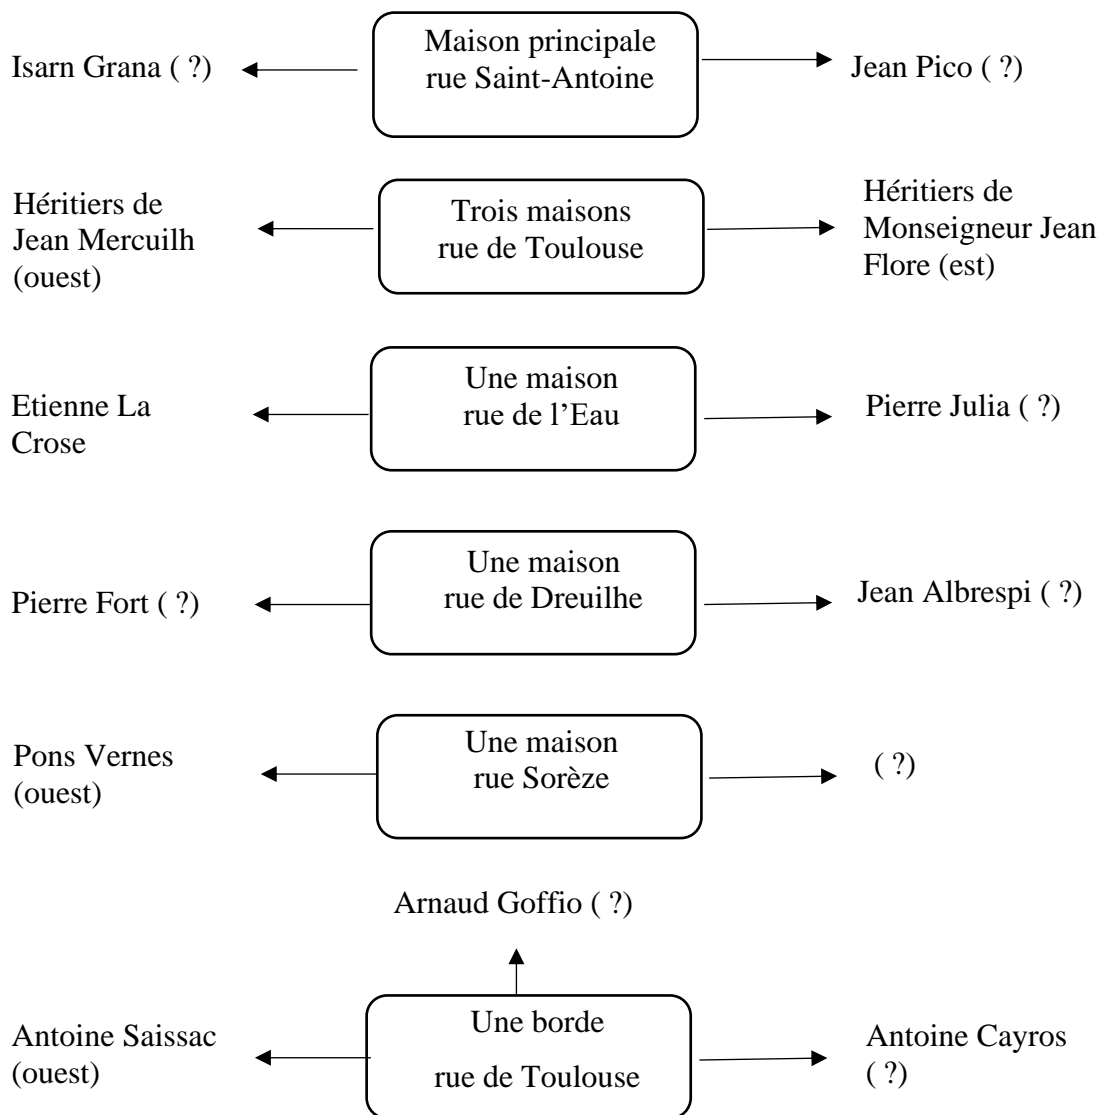 Isarn Grana ( ?)
Maison principale
rue Saint-Antoine
Jean Pico ( ?)
Héritiers de
Jean Mercuilh
(ouest)
Trois maisons
rue de Toulouse
Héritiers de
Monseigneur Jean
Flore (est)
Etienne La
Crose
Une maison
rue de l’Eau
Pierre Julia ( ?)
Pierre Fort ( ?)
Une maison
rue de Dreuilhe
Jean Albrespi ( ?)
Pons Vernes
(ouest)
Une maison
rue Sorèze
( ?)
Arnaud Goffio ( ?)
Antoine Saissac
(ouest)
Une borde
rue de Toulouse
Antoine Cayros
( ?)